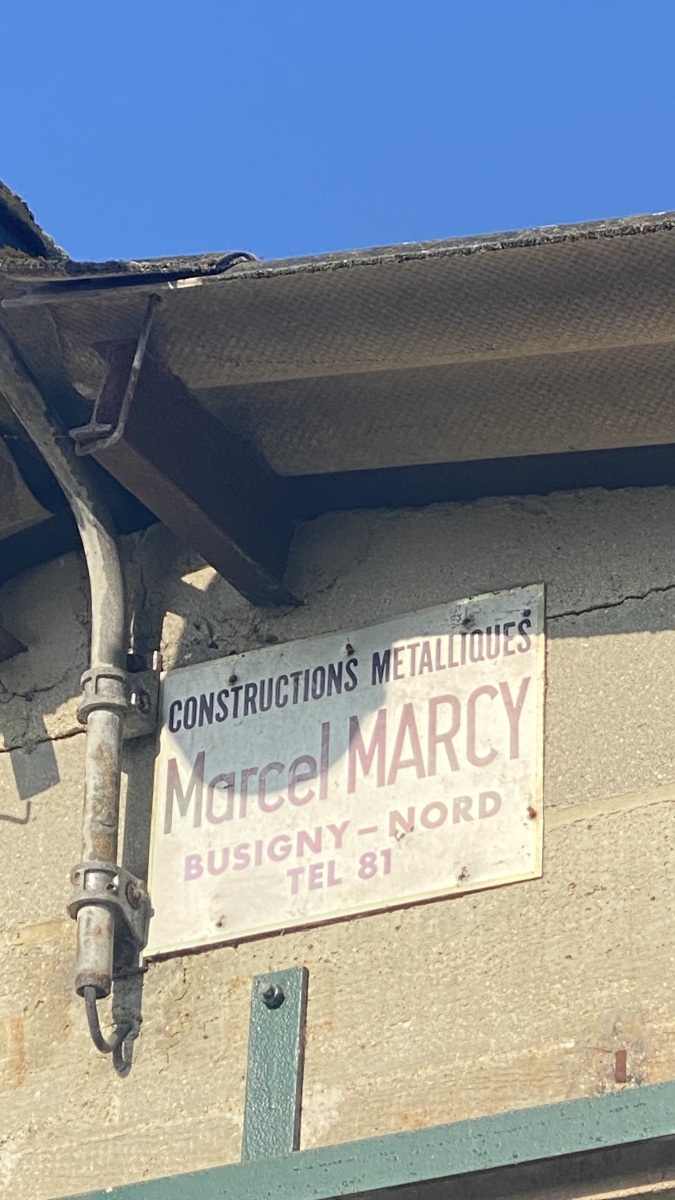 CONSTRUCTIONS METALLIQUES
Marcel MARCY
BUSIGNY-NORD
TEL 81